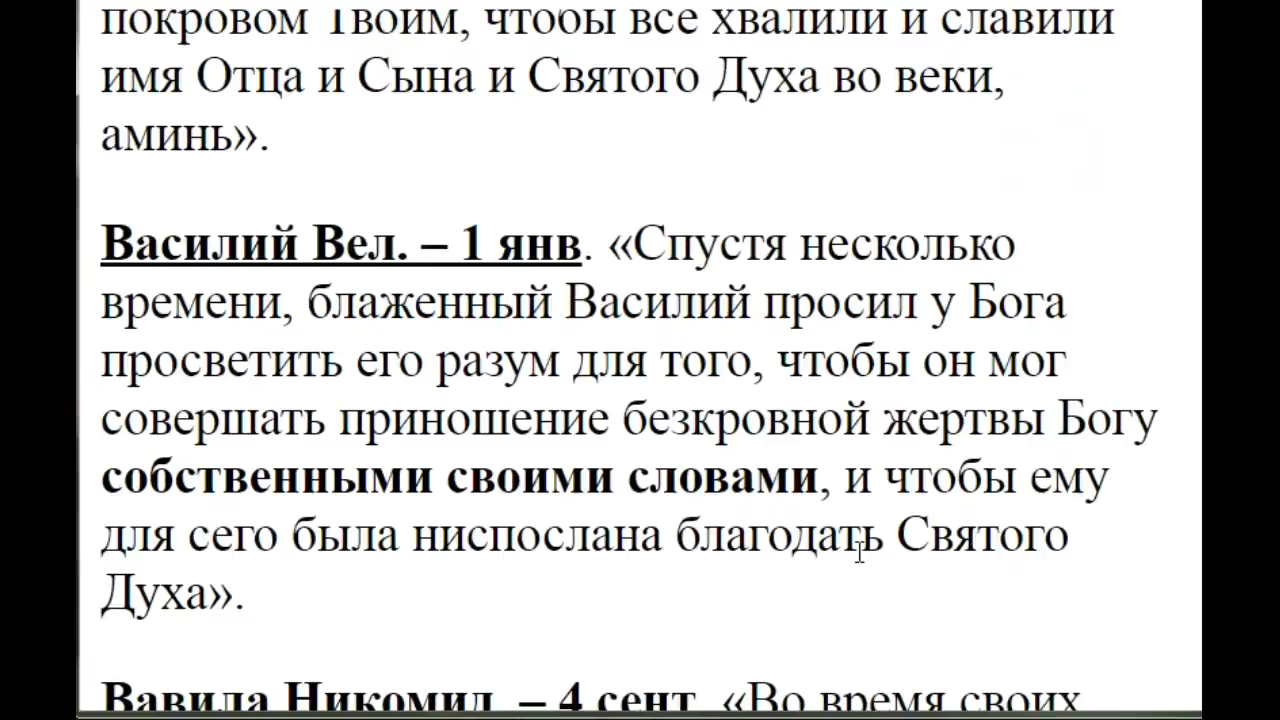 покровом Твоим, чтобы все хвалили и славили
имя Отца и Сына и Святого Духа во веки,
аминь».
Василий Вел. – 1 янв. «Спустя несколько
времени, блаженный Василий просил у Бога
просветить его разум для того, чтобы он мог
совершать приношение безкровной жертвы Богу
собственными своими словами, и чтобы ему
для сего была ниспослана благодать Святого
Духа».
Вавила Никомид. – 4 сент. «Во время своих